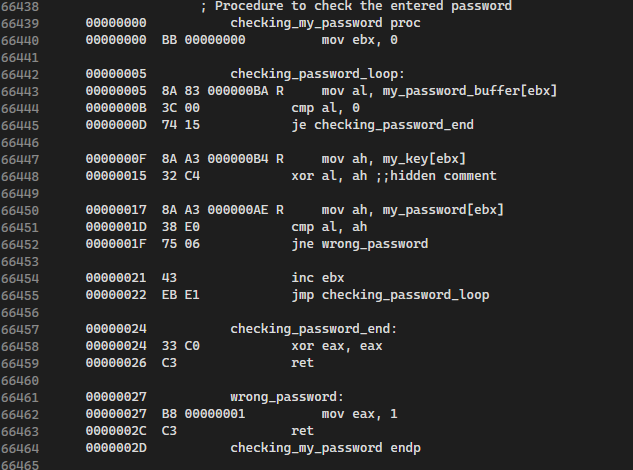 66438 ; Procedure to check the entered password
66439 00000000 checking_my_password proc
66440 00000000 BB 00000000 mov ebx, 0
66441
66442 00000005 checking_password_loop:
66443 00000005 8A 83 000000BA R mov al, my_password_buffer[ebx]
66444 0000000B 3C 00 cmp al, 0
66445 0000000D 74 15 je checking_password_end
66446
66447 0000000F 8A A3 000000B4 R mov ah, my_key[ebx]
66448 00000015 32 C4 xor al, ah ;;hidden comment
66449
66450 00000017 8A A3 000000AE R mov ah, my_password[ebx]
66451 0000001D 38 E0 cmp al, ah
66452 0000001F 75 06 jne wrong_password
66453
66454 00000021 43 inc ebx
66455 00000022 EB E1 jmp checking_password_loop
66456
66457 00000024 checking_password_end:
66458 00000024 33 C0 xor eax, eax
66459 00000026 C3 ret
66460
66461 00000027 wrong_password:
66462 00000027 B8 00000001 mov eax, 1
66463 0000002C C3 ret
66464 0000002D checking_my_password endp
66465